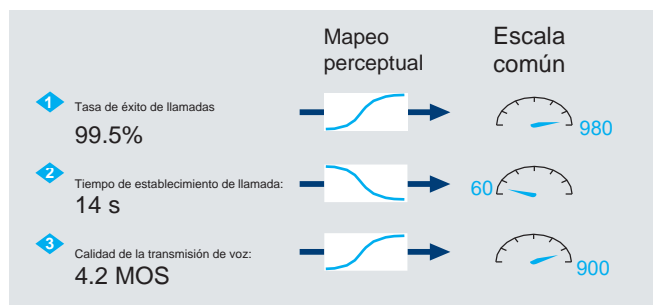 Mapeo
perceptual
Escala
común
1
Tasa de éxito de llamadas
99.5%
980
2
Tiempo de establecimiento de llamada:
14 s
60
3
Calidad de la transmisión de voz:
4.2 MOS
900